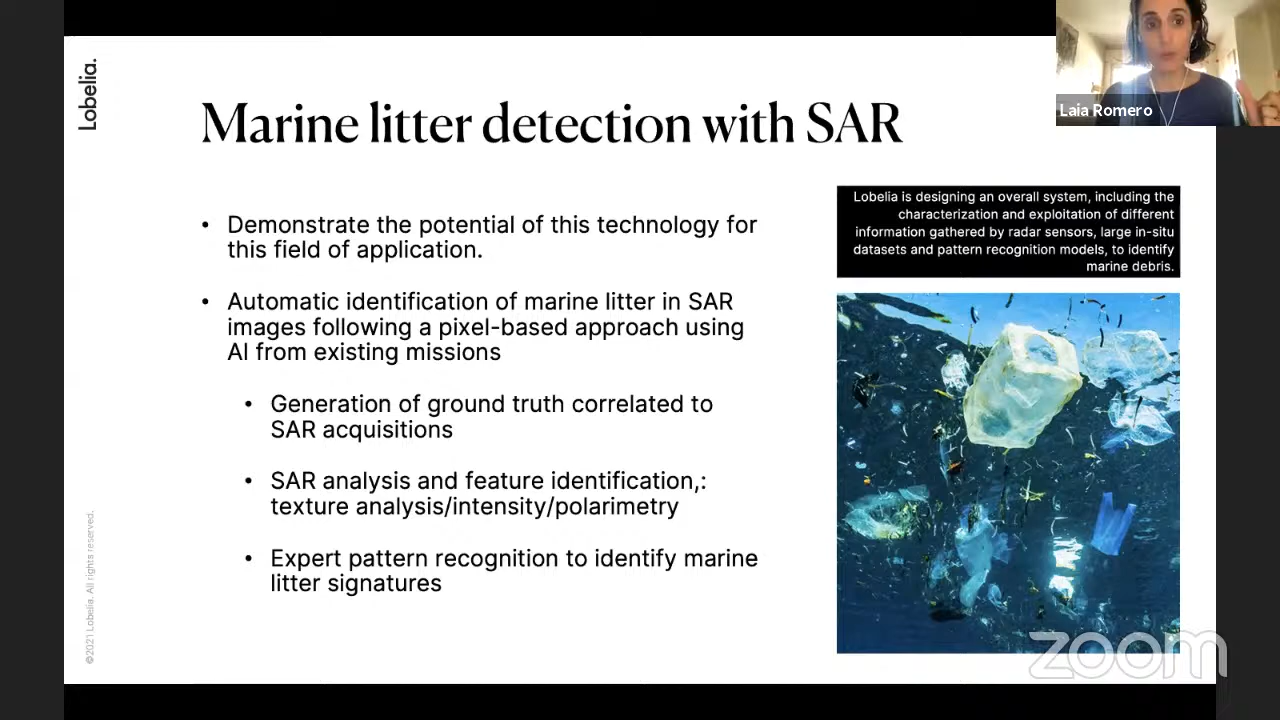 Lobelia.
Marine litter detection with SAR
• Demonstrate the potential of this technology for
this field of application.
• Automatic identification of marine litter in SAR
images following a pixel-based approach using
AI from existing missions
• Generation of ground truth correlated to
SAR acquisitions
• SAR analysis and feature identification,:
texture analysis/intensity/polarimetry
• Expert pattern recognition to identify marine
litter signatures
©2021 Lobelia. All rights reserved.
Laia Romero
Lobelia is designing an overall system, including the
characterization and exploitation of different
information gathered by radar sensors, large in-situ
datasets and pattern recognition models, to identify
marine debris.
zoom